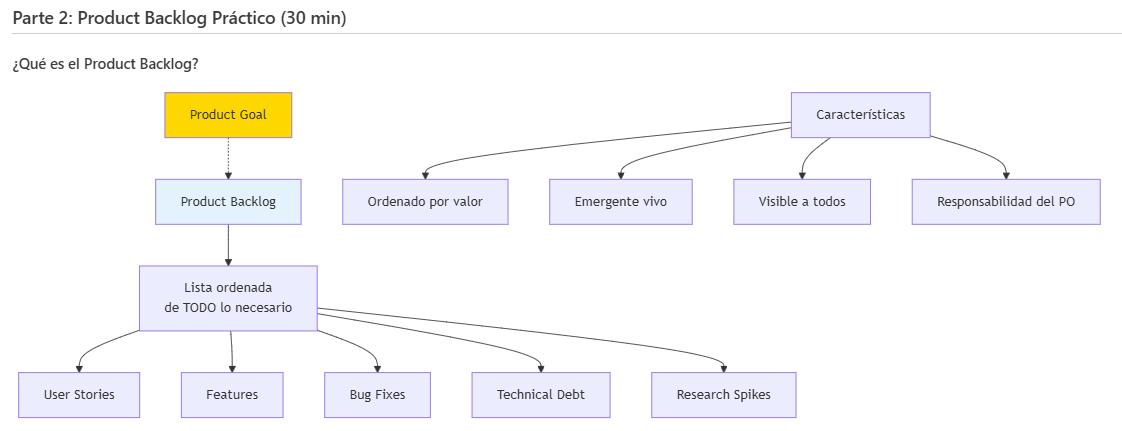 Parte 2: Product Backlog Práctico (30 min)
¿Qué es el Product Backlog?
Product Goal
Características
Product Backlog
Ordenado por valor
Emergente vivo
Visible a todos
Responsabilidad del PO
Lista ordenada
de TODO lo necesario
User Stories
Features
Bug Fixes
Technical Debt
Research Spikes